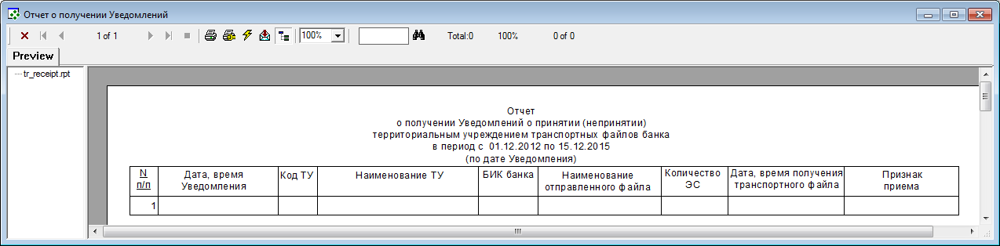 Отчет о получении Уведомлений
1 of 1 100% Total:0 100% 0 of 0
Preview
tr_receipt.rpt
Отчет
о получении Уведомлений о принятии (непринятии)
территориальным учреждением транспортных файлов банка
в период с 01.12.2012 по 15.12.2015
(по дате Уведомления)
N п/п
Дата, время Уведомления
Код ТУ
Наименование ТУ
БИК банка
Наименование отправленного файла
Количество ЭС
Дата, время получения транспортного файла
Признак приема
1